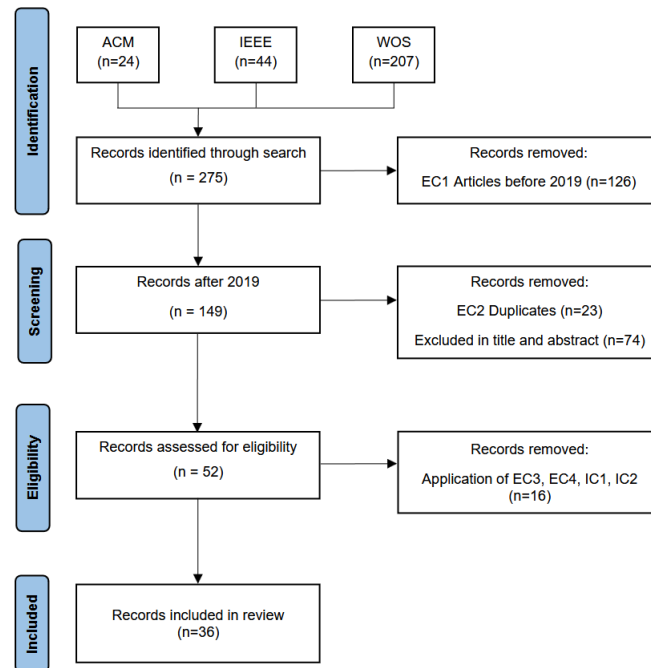 ACM
(n=24)
IEEE
(n=44)
WOS
(n=207)
Identification
Records identified through search
(n = 275)
Records removed:
EC1 Articles before 2019 (n=126)
Screening
Records after 2019
(n = 149)
Records removed:
EC2 Duplicates (n=23)
Excluded in title and abstract (n=74)
Eligibility
Records assessed for eligibility
(n = 52)
Records removed:
Application of EC3, EC4, IC1, IC2
(n=16)
Included
Records included in review
(n=36)